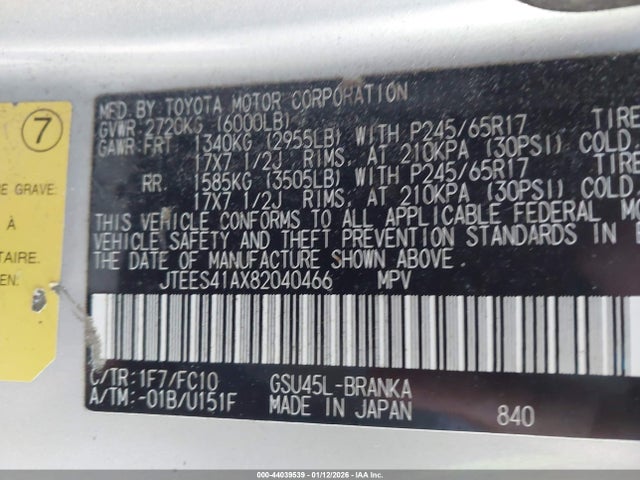 7
E GRAVE:
À
TAIRE.
EN
MFD.BY TOYOTA MOTOR CORPORATION
GVWR:2720KG (6000LB)
GAWR:FRT 1340KG (2955LB) WITH P245/65R17 TIRE
17X7 1/2J RIMS. AT 210KPA (30PSI) COLD.
RR 1585KG (3505LB) WITH P245/65R17 TIRE
17X7 1/2J RIMS. AT 210KPA (30PSI) COLD.
THIS VEHICLE CONFORMS TO ALL APPLICABLE FEDERAL MO
VEHICLE SAFETY AND THEFT PREVENTION STANDARDS IN E
THE DATE OF MANUFACTURE SHOWN ABOVE.
JTEES41AX82040466 MPV
C/TR:1F7/FC10 GSU45L-BRANKA
A/TM:-01B/U151F MADE IN JAPAN 840
000-44039539 - 01/12/2026 - IAAI.COM